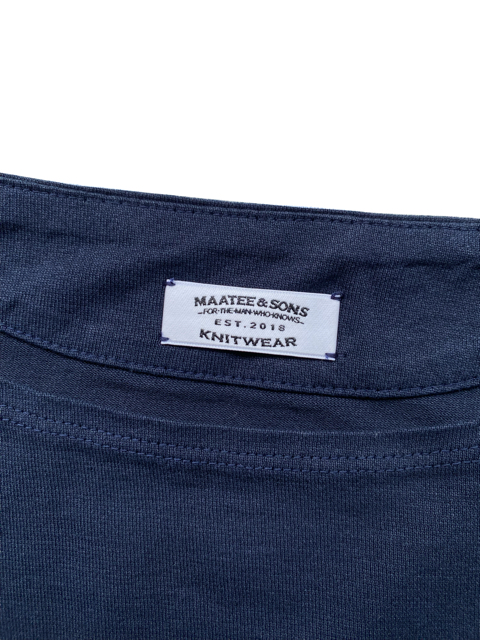 MAATEE & SONS
–FOR·THE·MAN·WHO·KNOWS–
EST. 2018
KNITWEAR